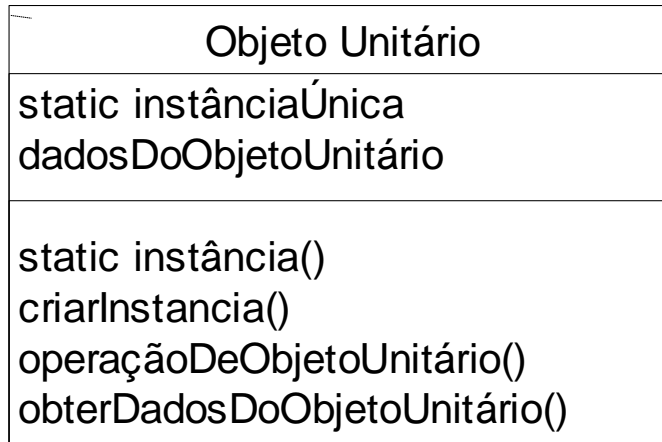 Objeto Unitário
static instânciaÚnica
dadosDoObjetoUnitário
static instância()
criarInstancia()
operaçãoDeObjetoUnitário()
obterDadosDoObjetoUnitário()